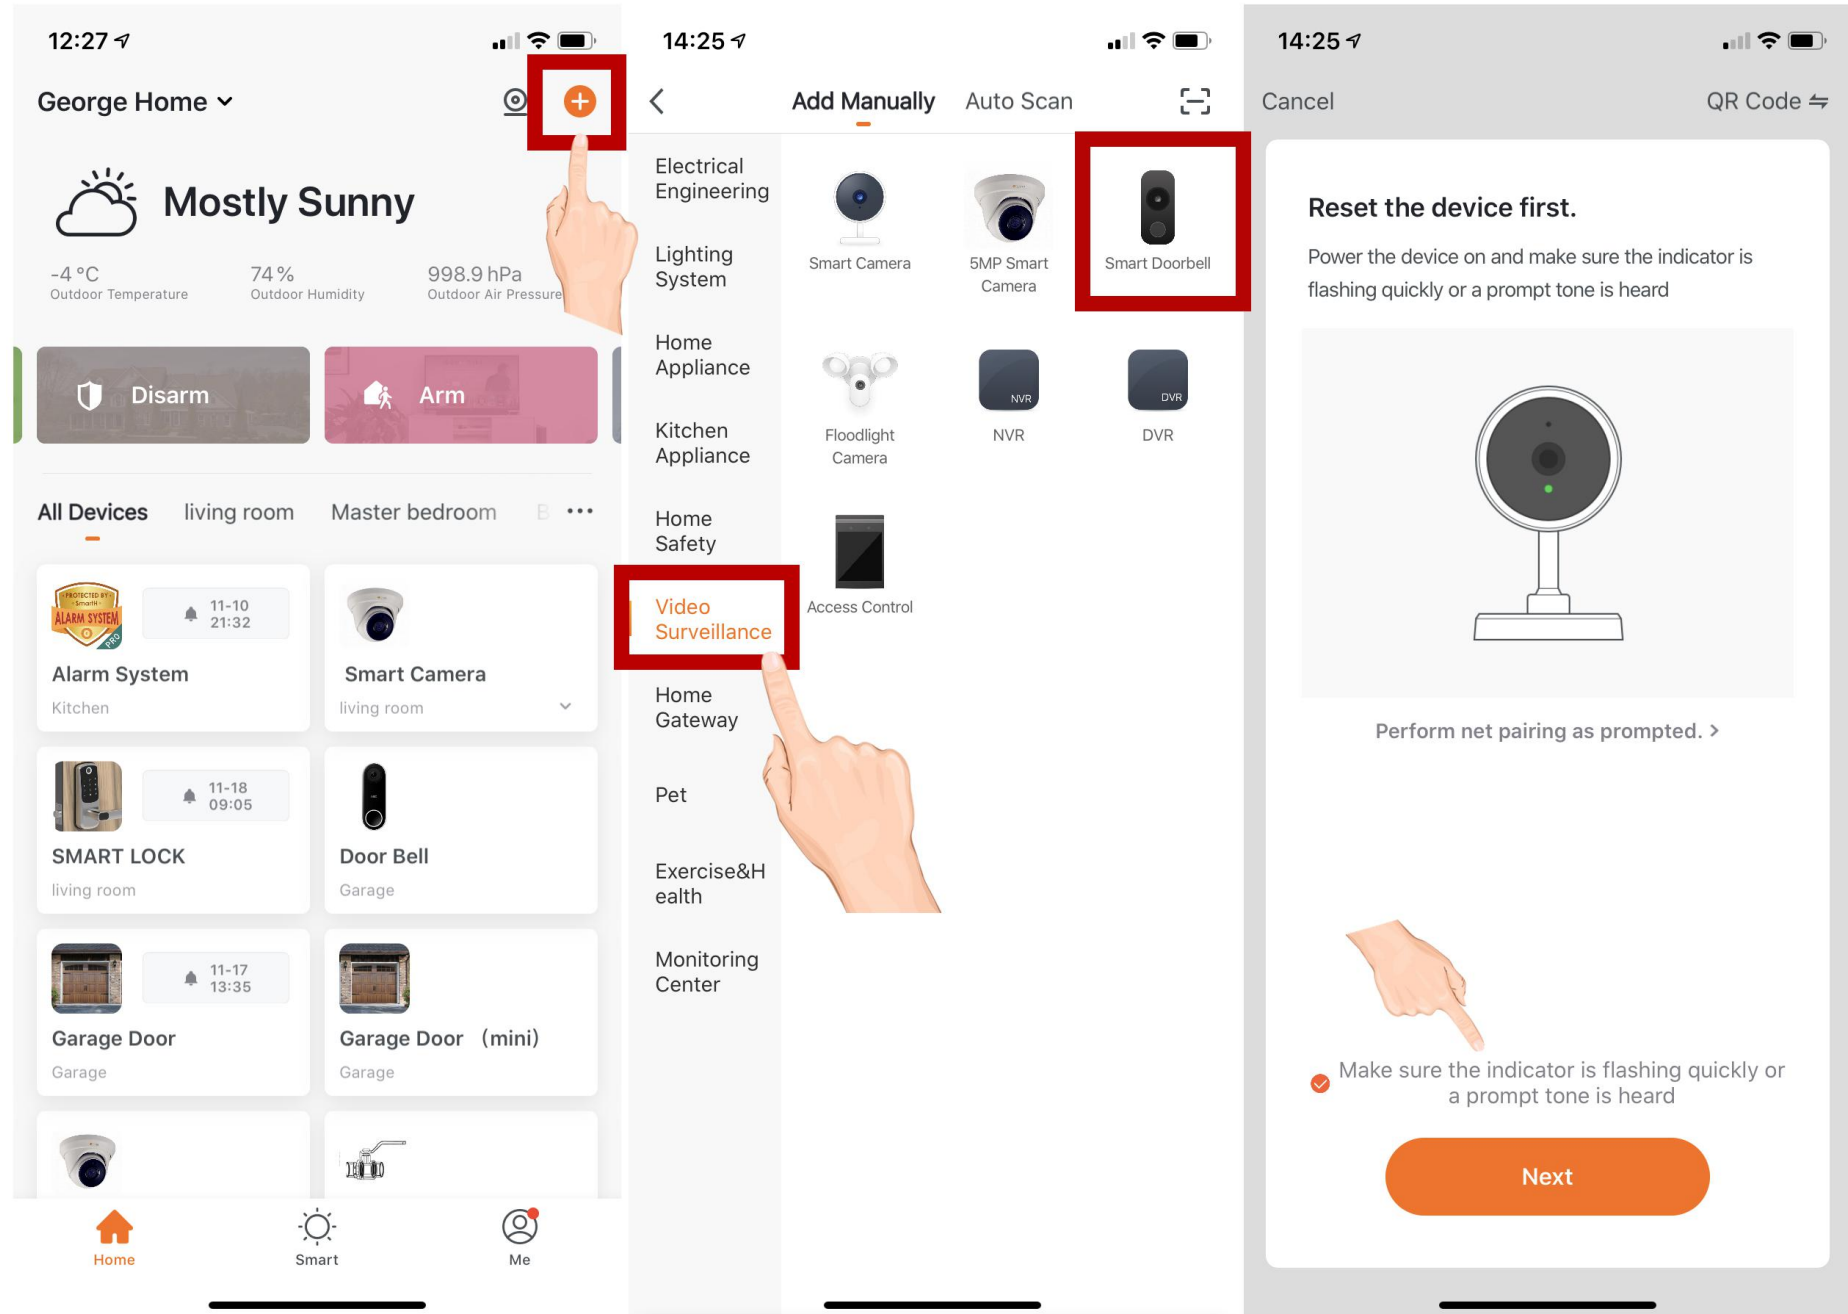 12:27
George Home
Mostly Sunny
-4 °C
Outdoor Temperature
74 %
Outdoor Humidity
998.9 hPa
Outdoor Air Pressure
Disarm
Arm
All Devices
living room
Master bedroom
B
PROTECTED BY
SmartH
ALARM SYSTEM
PRO
11-10
21:32
Alarm System
Kitchen
Smart Camera
living room
11-18
09:05
SMART LOCK
living room
Door Bell
Garage
11-17
13:35
Garage Door
Garage
Garage Door （mini）
Garage
Home
Smart
Me
14:25
Add Manually
Auto Scan
Electrical
Engineering
Lighting
System
Home
Appliance
Kitchen
Appliance
Home
Safety
Video
Surveillance
Home
Gateway
Pet
Exercise&H
ealth
Monitoring
Center
Smart Camera
5MP Smart
Camera
Smart Doorbell
Floodlight
Camera
NVR
NVR
DVR
DVR
Access Control
14:25
Cancel
QR Code
Reset the device first.
Power the device on and make sure the indicator is
flashing quickly or a prompt tone is heard
Perform net pairing as prompted. >
Make sure the indicator is flashing quickly or
a prompt tone is heard
Next